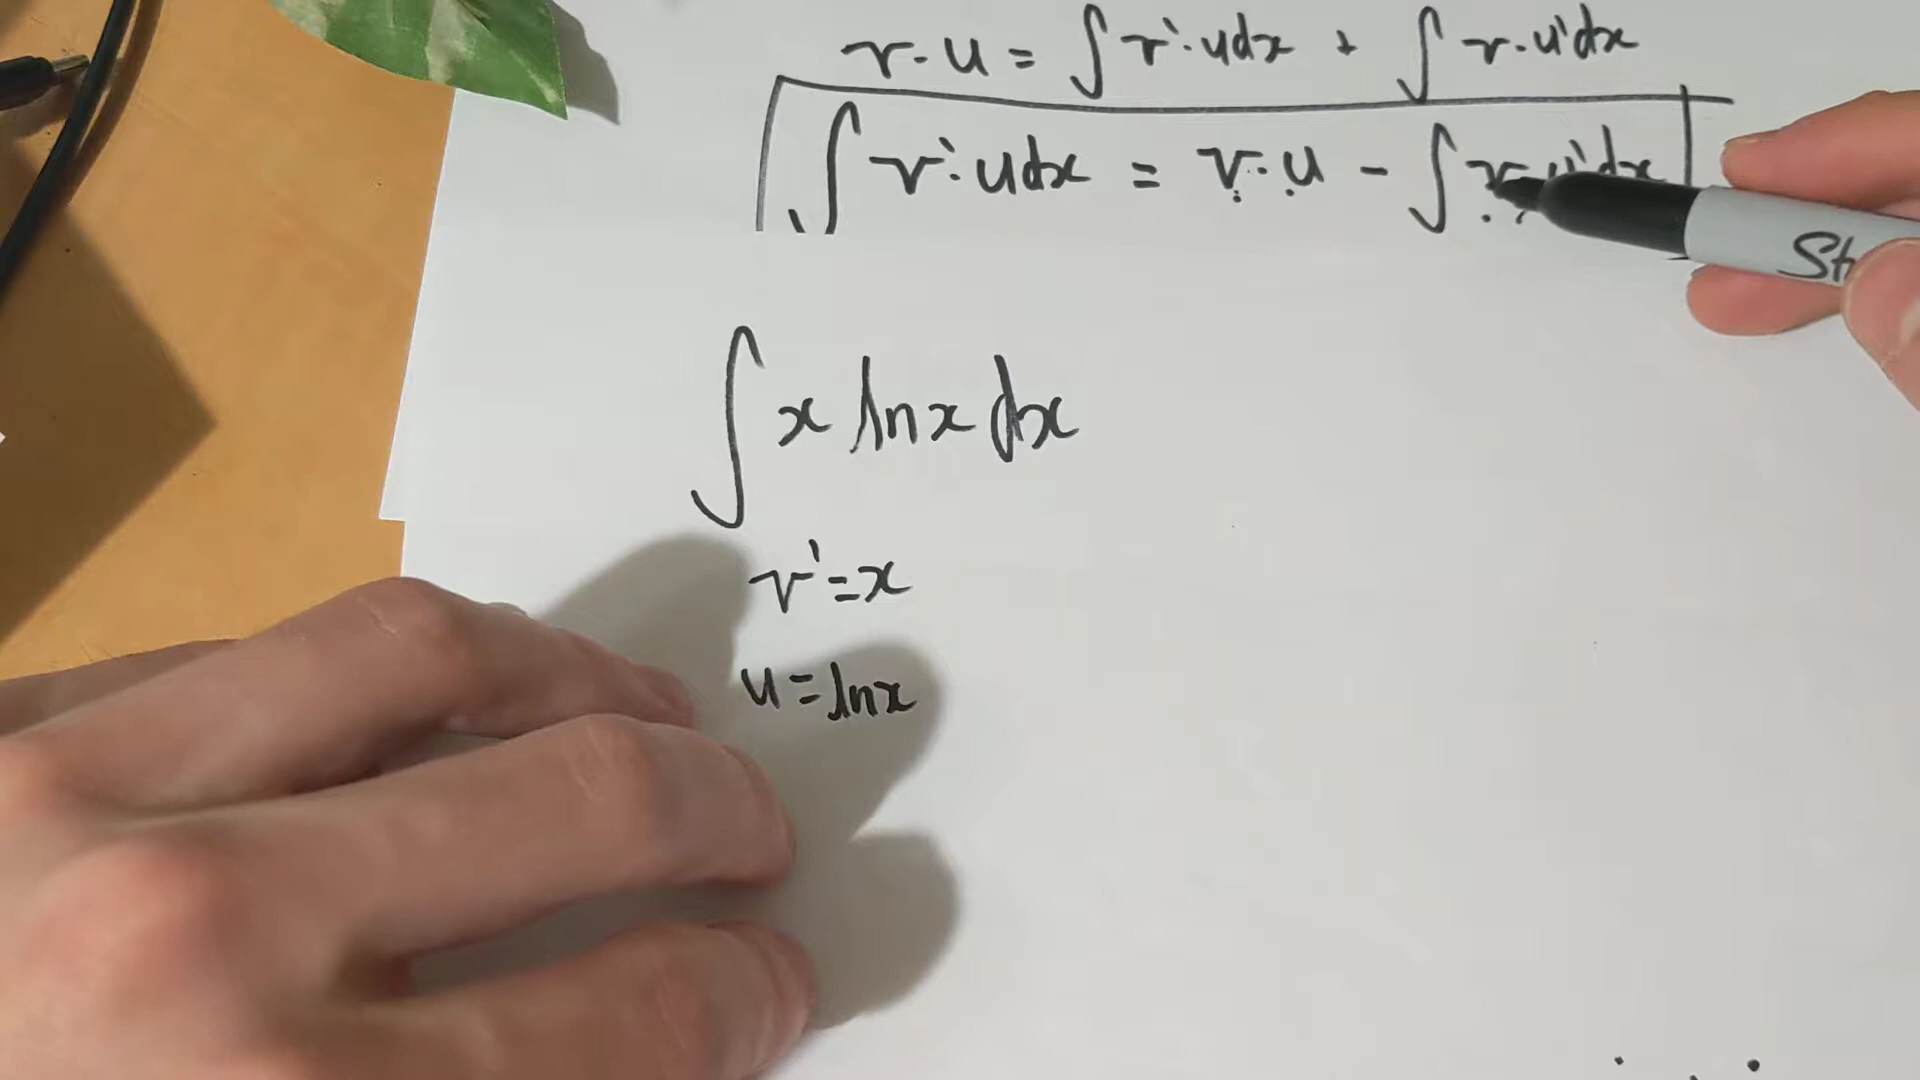 v·u = ∫v'·udx + ∫v·u'dx
∫v'·udx = v·u - ∫v·u'dx
∫x lnx dx
v'=x
u=lnx